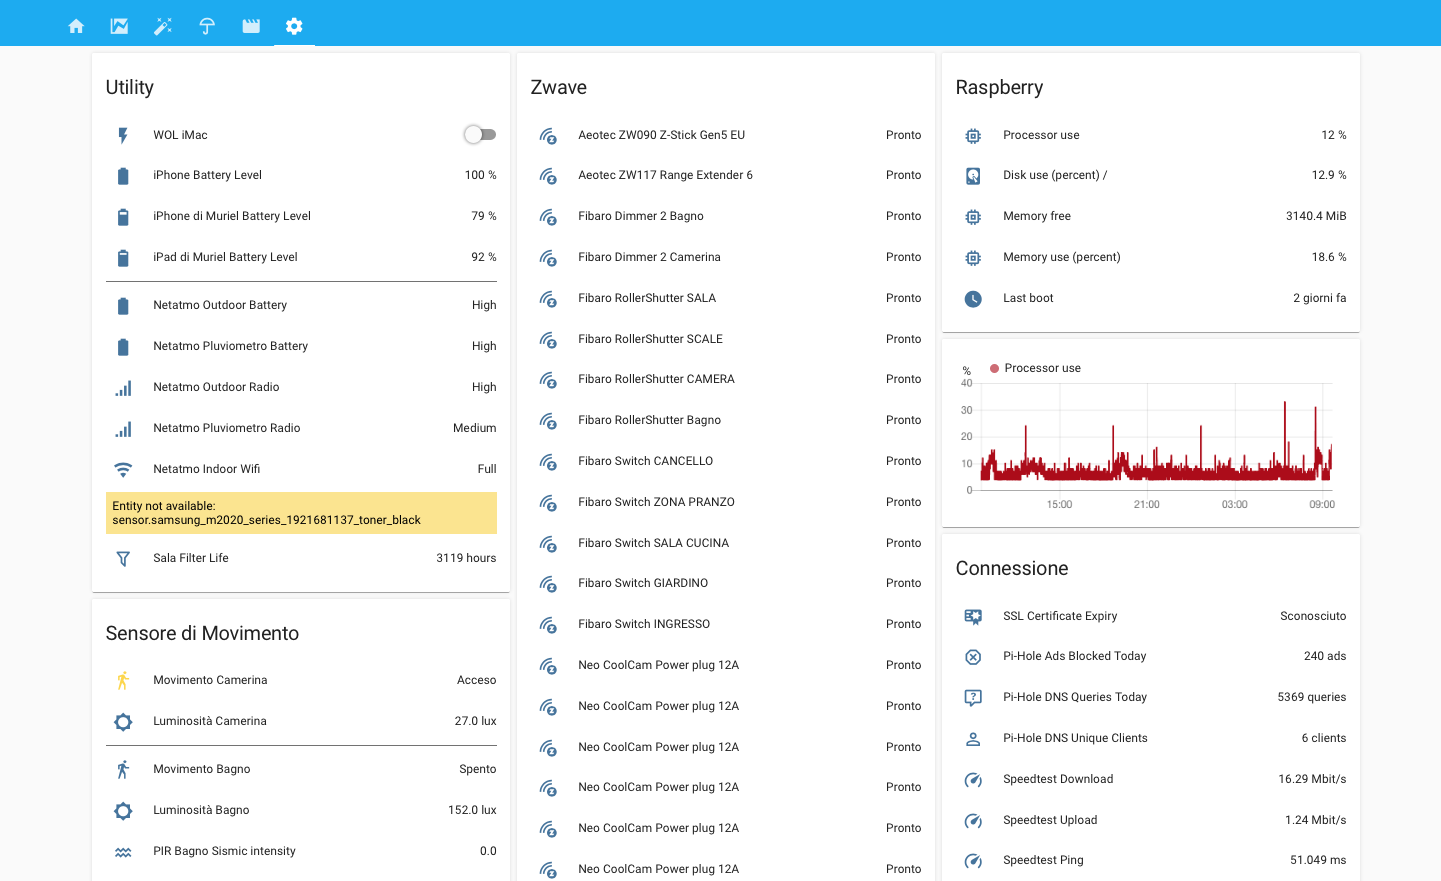 Utility
WOL iMac
iPhone Battery Level 100 %
iPhone di Muriel Battery Level 79 %
iPad di Muriel Battery Level 92 %
Netatmo Outdoor Battery High
Netatmo Pluviometro Battery High
Netatmo Outdoor Radio High
Netatmo Pluviometro Radio Medium
Netatmo Indoor Wifi Full
Entity not available:
sensor.samsung_m2020_series_1921681137_toner_black
Sala Filter Life 3119 hours
Sensore di Movimento
Movimento Camerina Acceso
Luminosità Camerina 27.0 lux
Movimento Bagno Spento
Luminosità Bagno 152.0 lux
PIR Bagno Sismic intensity 0.0
Zwave
Aeotec ZW090 Z-Stick Gen5 EU Pronto
Aeotec ZW117 Range Extender 6 Pronto
Fibaro Dimmer 2 Bagno Pronto
Fibaro Dimmer 2 Camerina Pronto
Fibaro RollerShutter SALA Pronto
Fibaro RollerShutter SCALE Pronto
Fibaro RollerShutter CAMERA Pronto
Fibaro RollerShutter Bagno Pronto
Fibaro Switch CANCELLO Pronto
Fibaro Switch ZONA PRANZO Pronto
Fibaro Switch SALA CUCINA Pronto
Fibaro Switch GIARDINO Pronto
Fibaro Switch INGRESSO Pronto
Neo CoolCam Power plug 12A Pronto
Neo CoolCam Power plug 12A Pronto
Neo CoolCam Power plug 12A Pronto
Neo CoolCam Power plug 12A Pronto
Neo CoolCam Power plug 12A Pronto
Neo CoolCam Power plug 12A Pronto
Raspberry
Processor use 12 %
Disk use (percent) / 12.9 %
Memory free 3140.4 MiB
Memory use (percent) 18.6 %
Last boot 2 giorni fa
% Processor use
40
30
20
10
0
15:00 21:00 03:00 09:00
Connessione
SSL Certificate Expiry Sconosciuto
Pi-Hole Ads Blocked Today 240 ads
Pi-Hole DNS Queries Today 5369 queries
Pi-Hole DNS Unique Clients 6 clients
Speedtest Download 16.29 Mbit/s
Speedtest Upload 1.24 Mbit/s
Speedtest Ping 51.049 ms